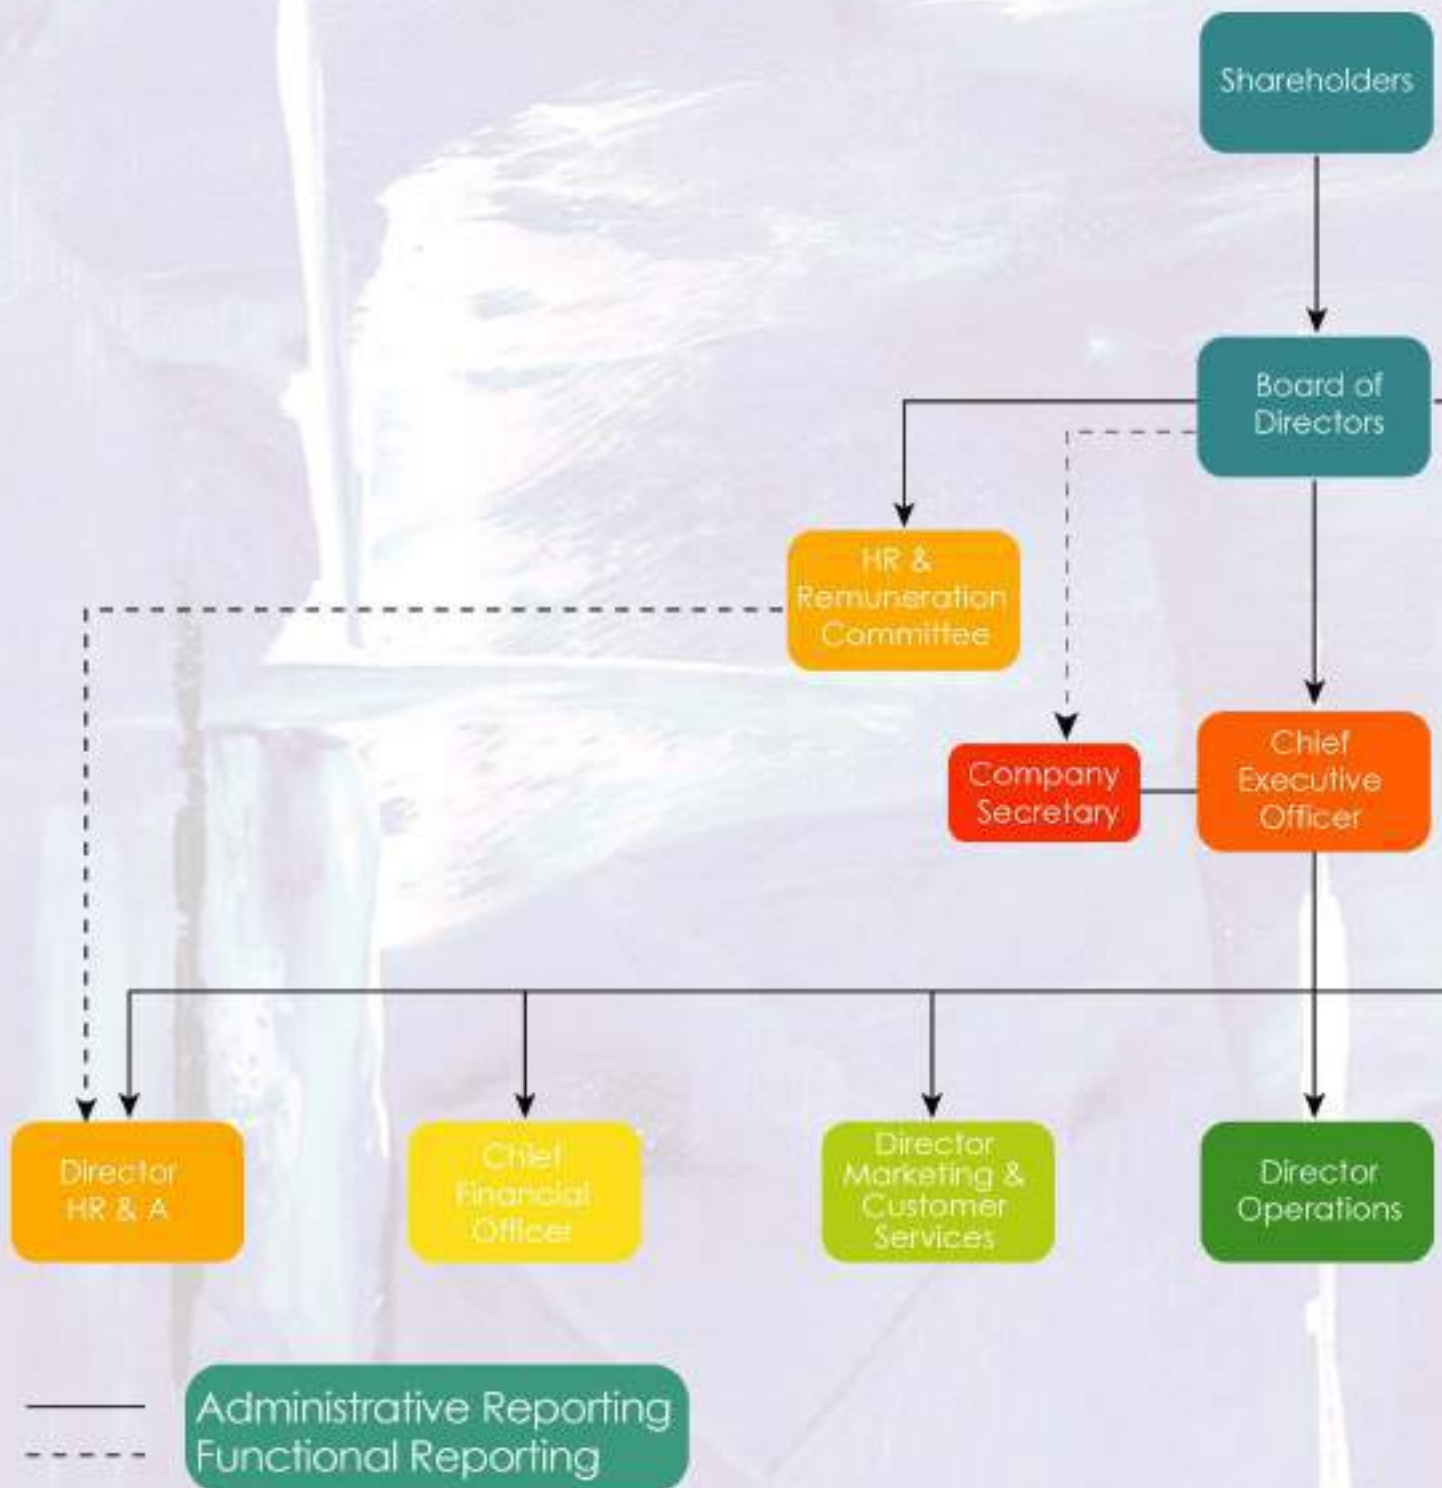 Shareholders
Board of
Directors
HR &
Remuneration
Committee
Company
Secretary
Chief
Executive
Officer
Director
HR & A
Chief
Financial
Officer
Director
Marketing &
Customer
Services
Director
Operations
Administrative Reporting
Functional Reporting